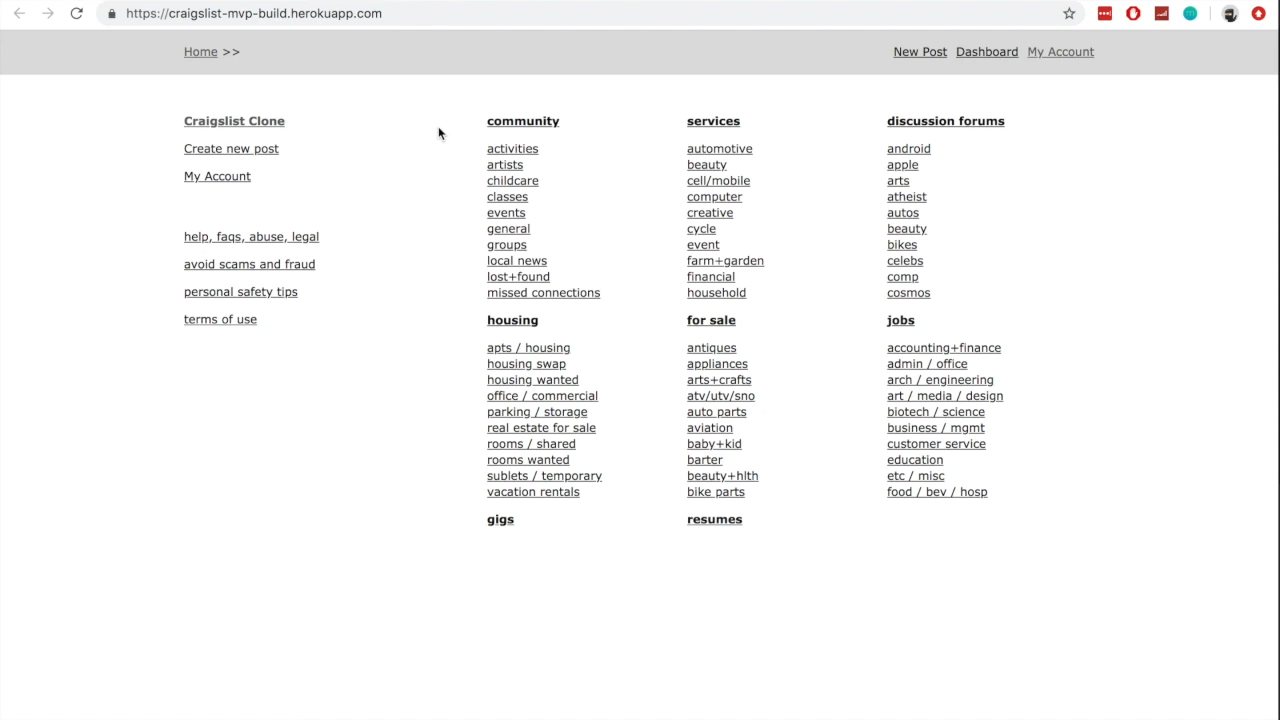 https://craigslist-mvp-build.herokuapp.com
Home >>
New Post Dashboard My Account
Craigslist Clone
Create new post
My Account
help, faqs, abuse, legal
avoid scams and fraud
personal safety tips
terms of use
community
activities
artists
childcare
classes
events
general
groups
local news
lost+found
missed connections
services
automotive
beauty
cell/mobile
computer
creative
cycle
event
farm+garden
financial
household
discussion forums
android
apple
arts
atheist
autos
beauty
bikes
celebs
comp
cosmos
housing
apts / housing
housing swap
housing wanted
office / commercial
parking / storage
real estate for sale
rooms / shared
rooms wanted
sublets / temporary
vacation rentals
for sale
antiques
appliances
arts+crafts
atv/utv/sno
auto parts
aviation
baby+kid
barter
beauty+hlth
bike parts
jobs
accounting+finance
admin / office
arch / engineering
art / media / design
biotech / science
business / mgmt
customer service
education
etc / misc
food / bev / hosp
gigs
resumes